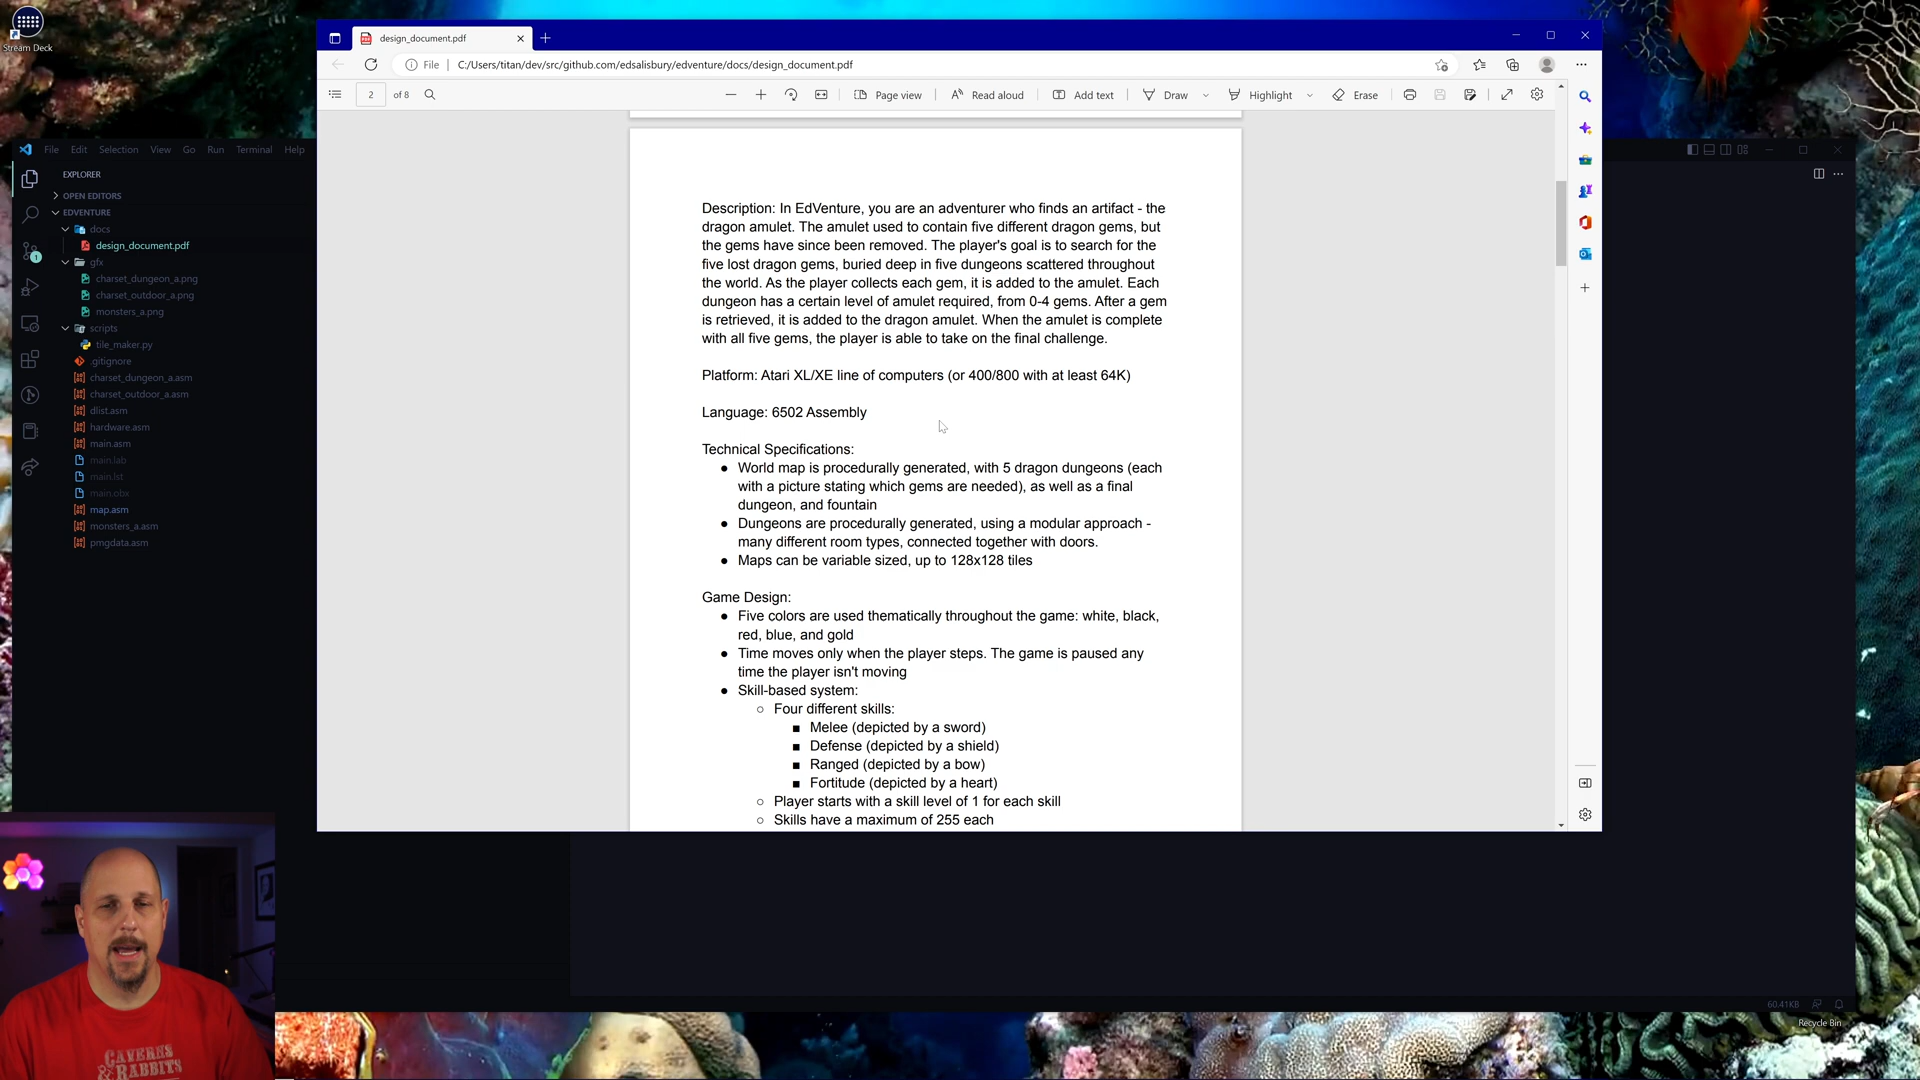 Stream Deck
design_document.pdf
File
C:/Users/titan/dev/src/github.com/edsalisbury/edventure/docs/design_document.pdf
2 of 8
Page view
Read aloud
Add text
Draw
Highlight
Erase
File Edit Selection View Go Run Terminal Help
EXPLORER
OPEN EDITORS
EDVENTURE
docs
design_document.pdf
gfx
charset_dungeon_a.png
charset_outdoor_a.png
monsters_a.png
scripts
tile_maker.py
.gitignore
charset_dungeon_a.asm
charset_outdoor_a.asm
dlist.asm
hardware.asm
main.asm
main.lab
main.lst
main.obx
map.asm
monsters_a.asm
pmgdata.asm
1
Description: In EdVenture, you are an adventurer who finds an artifact - the
dragon amulet. The amulet used to contain five different dragon gems, but
the gems have since been removed. The player's goal is to search for the
five lost dragon gems, buried deep in five dungeons scattered throughout
the world. As the player collects each gem, it is added to the amulet. Each
dungeon has a certain level of amulet required, from 0-4 gems. After a gem
is retrieved, it is added to the dragon amulet. When the amulet is complete
with all five gems, the player is able to take on the final challenge.
Platform: Atari XL/XE line of computers (or 400/800 with at least 64K)
Language: 6502 Assembly
Technical Specifications:
● World map is procedurally generated, with 5 dragon dungeons (each
with a picture stating which gems are needed), as well as a final
dungeon, and fountain
● Dungeons are procedurally generated, using a modular approach -
many different room types, connected together with doors.
● Maps can be variable sized, up to 128x128 tiles
Game Design:
● Five colors are used thematically throughout the game: white, black,
red, blue, and gold
● Time moves only when the player steps. The game is paused any
time the player isn't moving
● Skill-based system:
○ Four different skills:
■ Melee (depicted by a sword)
■ Defense (depicted by a shield)
■ Ranged (depicted by a bow)
■ Fortitude (depicted by a heart)
○ Player starts with a skill level of 1 for each skill
○ Skills have a maximum of 255 each
60.41KB
Recycle Bin
CAVERNS
& RABBITS